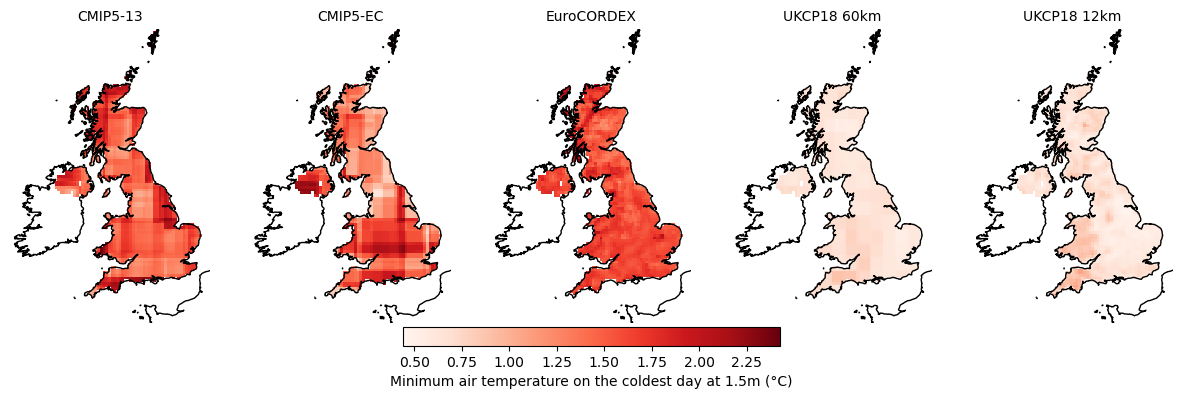 CMIP5-13 CMIP5-EC EuroCORDEX UKCP18 60km UKCP18 12km
0.50 0.75 1.00 1.25 1.50 1.75 2.00 2.25
Minimum air temperature on the coldest day at 1.5m (°C)